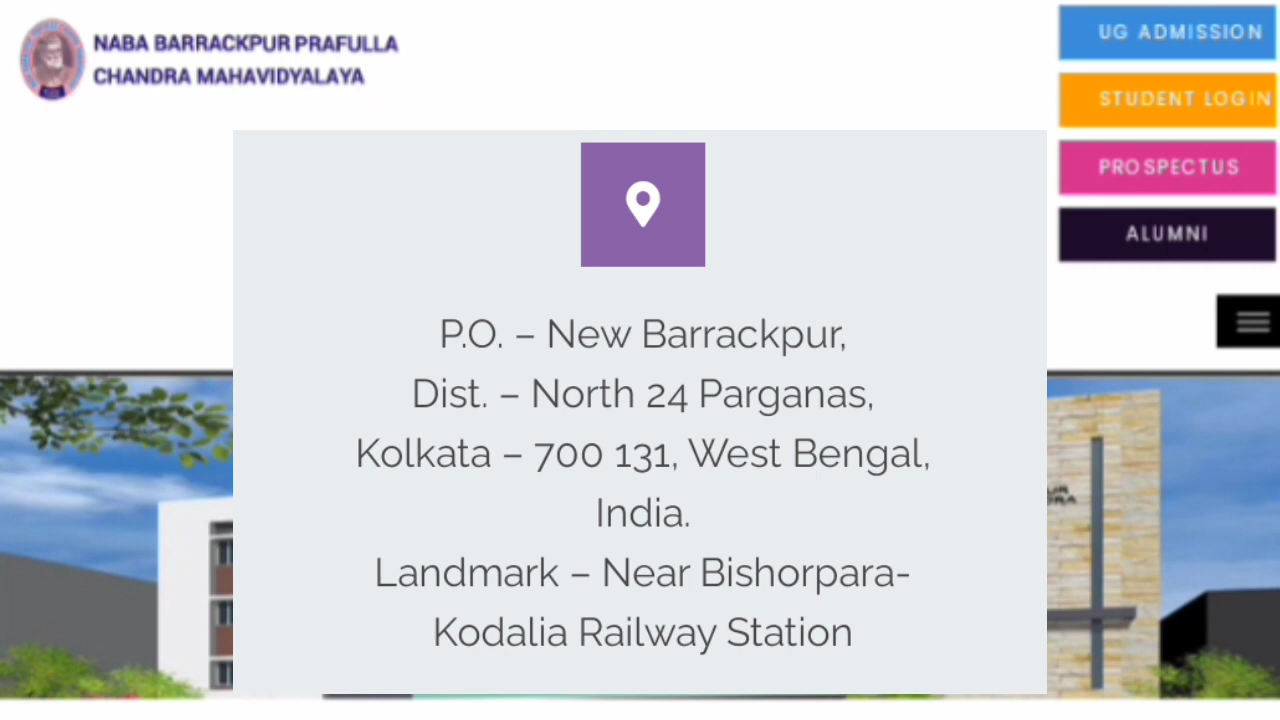 NABA BARRACKPUR PRAFULLA
CHANDRA MAHAVIDYALAYA
UG ADMISSION
STUDENT LOGIN
PROSPECTUS
ALUMNI
P.O. – New Barrackpur,
Dist. – North 24 Parganas,
Kolkata – 700 131, West Bengal,
India.
Landmark – Near Bishorpara-
Kodalia Railway Station